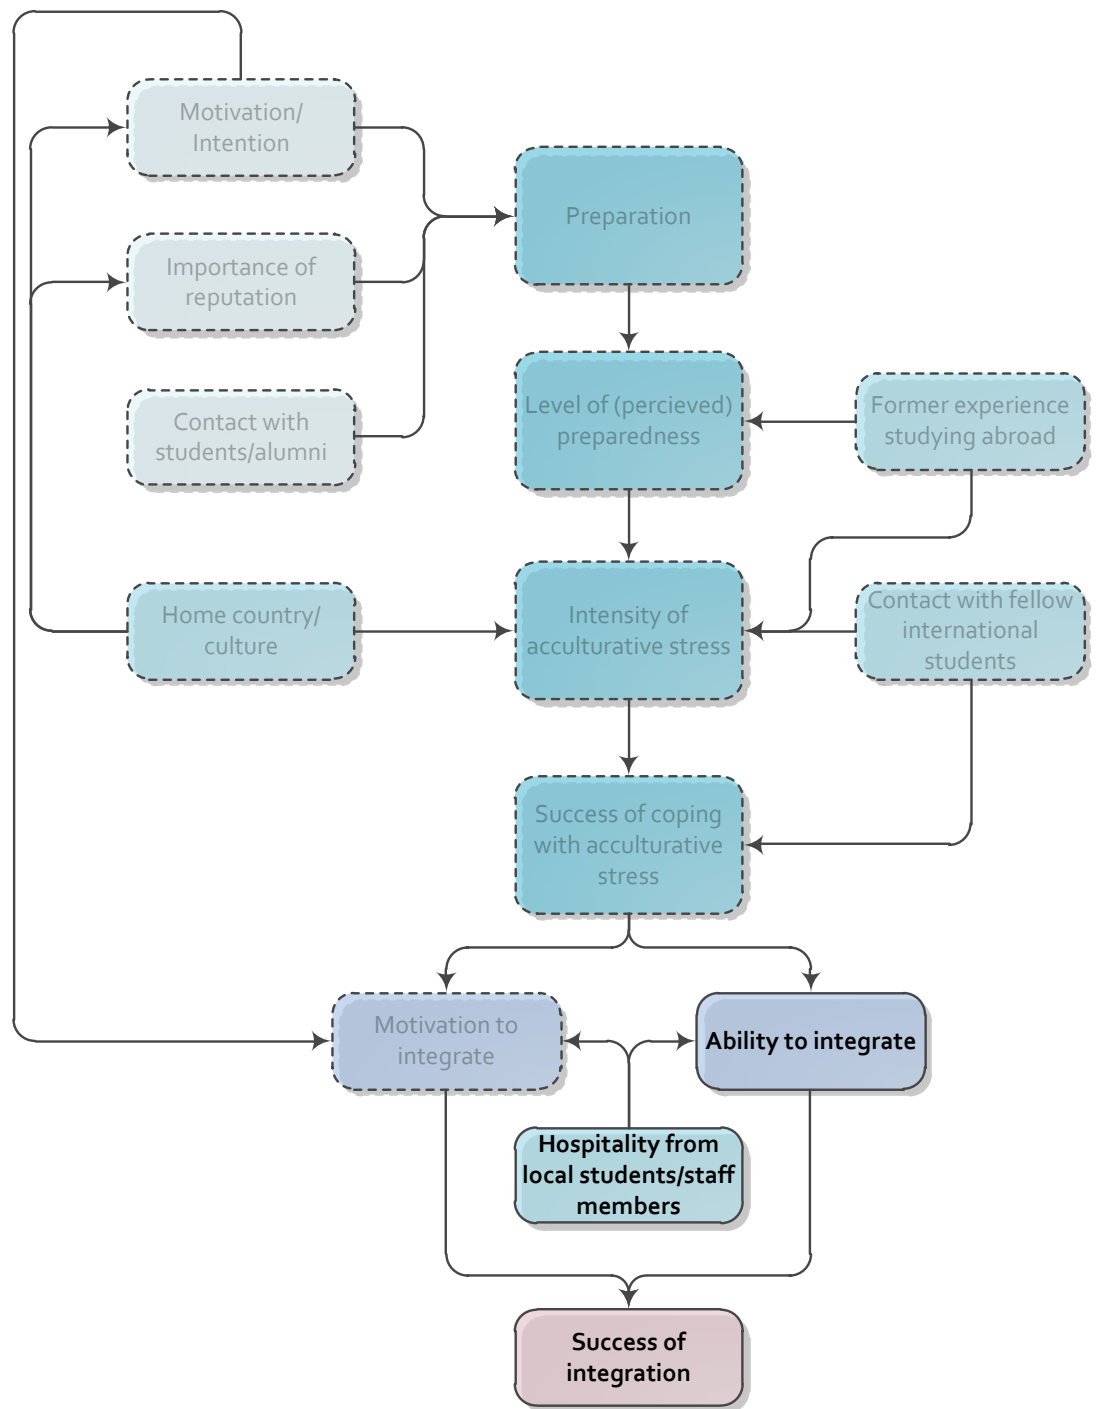 Motivation/
Intention
Preparation
Importance of
reputation
Level of (percieved)
preparedness
Former experience
studying abroad
Contact with
students/alumni
Home country/
culture
Intensity of
acculturative stress
Contact with fellow
international
students
Success of coping
with acculturative
stress
Motivation to
integrate
Ability to integrate
Hospitality from
local students/staff
members
Success of
integration